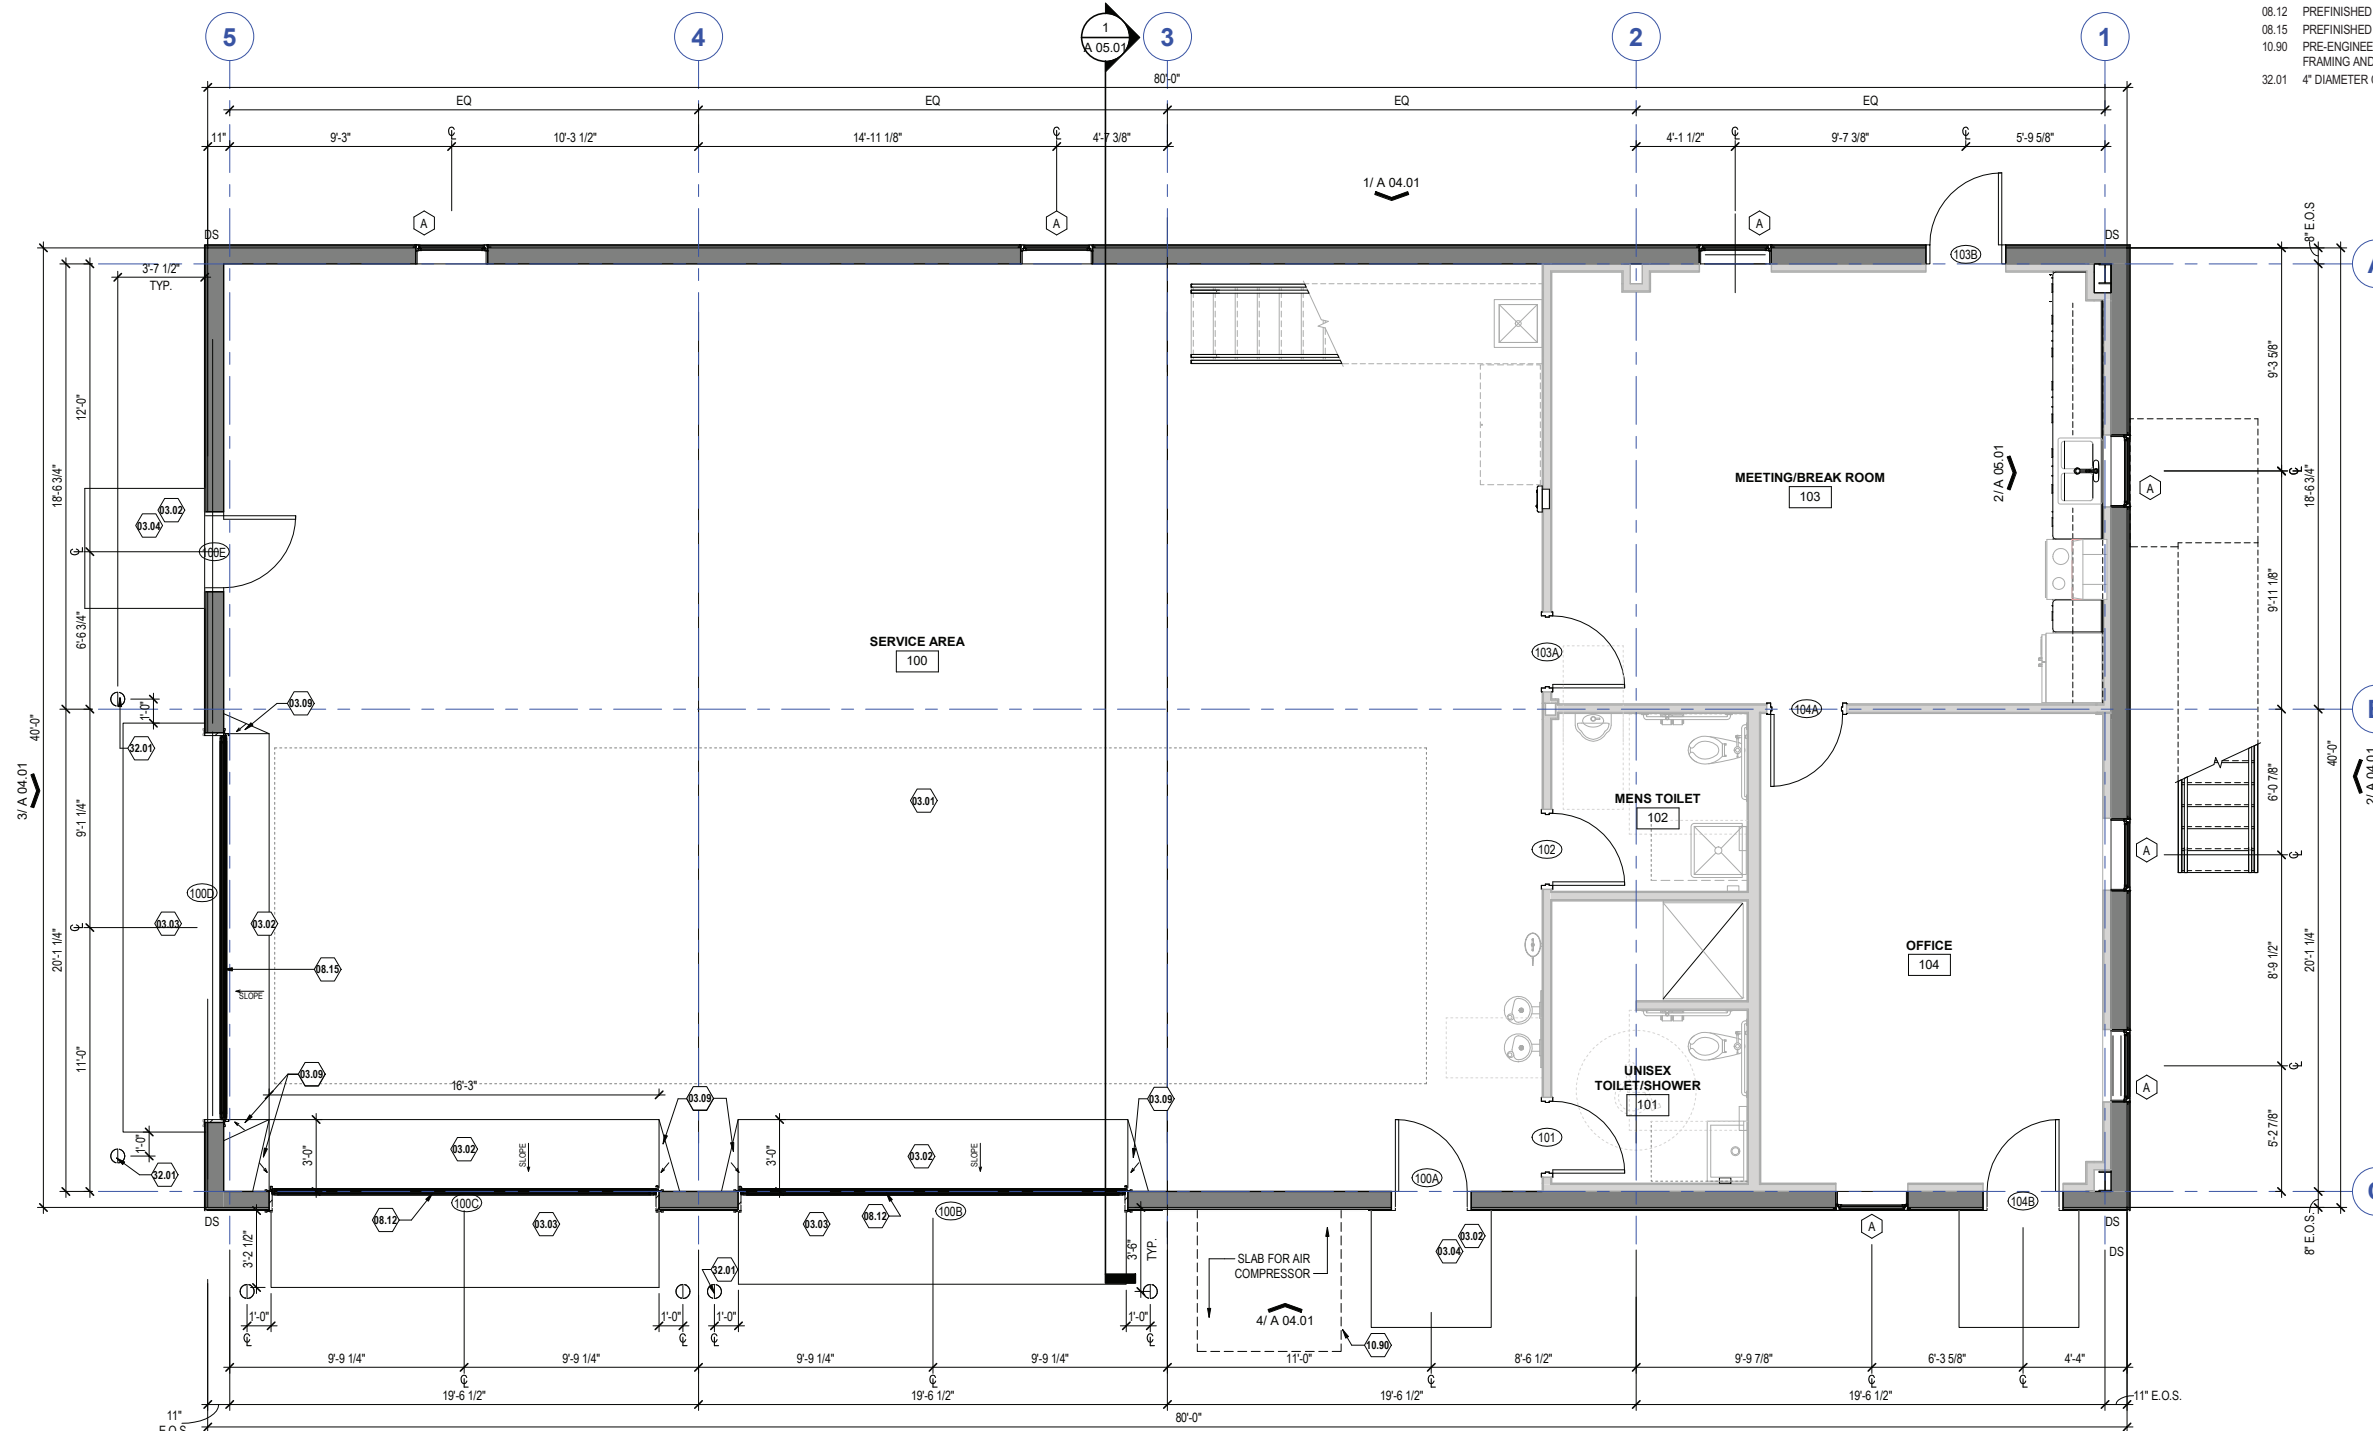 08.12 PREFINISHED
08.15 PREFINISHED
10.90 PRE-ENGINEE
FRAMING AND
32.01 4" DIAMETER
5
4
1
A 05.01
3
2
1
80'-0"
EQ
EQ
EQ
EQ
11"
9'-3"
10'-3 1/2"
14'-11 1/8"
4'-7 3/8"
4'-1 1/2"
9'-7 3/8"
5'-9 5/8"
1/ A 04.01
A
A
A
DS
DS
8" E.O.S
103B
3'-7 1/2"
TYP.
12'-0"
18'-6 3/4"
6'-6 3/4"
40'-0"
3/ A 04.01
03.02
03.04
100E
MEETING/BREAK ROOM
103
2/ A 05.01
A
9'-3 5/8"
18'-6 3/4"
9'-11 1/8"
SERVICE AREA
100
103A
104A
03.09
1'-0"
32.01
03.01
MENS TOILET
102
102
A
6'-0 7/8"
40'-0"
2/ A 04.01
9'-1 1/4"
20'-1 1/4"
11'-0"
100D
03.03
03.02
08.15
SLOPE
OFFICE
104
8'-9 1/2"
20'-1 1/4"
5'-2 7/8"
A
UNISEX
TOILET/SHOWER
101
101
03.09
16'-3"
03.09
03.09
1'-0"
32.01
3'-0"
03.02
SLOPE
3'-0"
03.02
SLOPE
100A
DS
08.12
100C
03.03
03.03
08.12
100B
3'-2 1/2"
3'-6"
TYP.
32.01
SLAB FOR AIR
COMPRESSOR
4/ A 04.01
10.90
03.02
03.04
A
104B
DS
DS
8" E.O.S.
1'-0"
1'-0"
1'-0"
1'-0"
9'-9 1/4"
9'-9 1/4"
9'-9 1/4"
9'-9 1/4"
11'-0"
8'-6 1/2"
9'-9 7/8"
6'-3 5/8"
4'-4"
19'-6 1/2"
19'-6 1/2"
19'-6 1/2"
19'-6 1/2"
11" E.O.S.
11"
E.O.S.
80'-0"